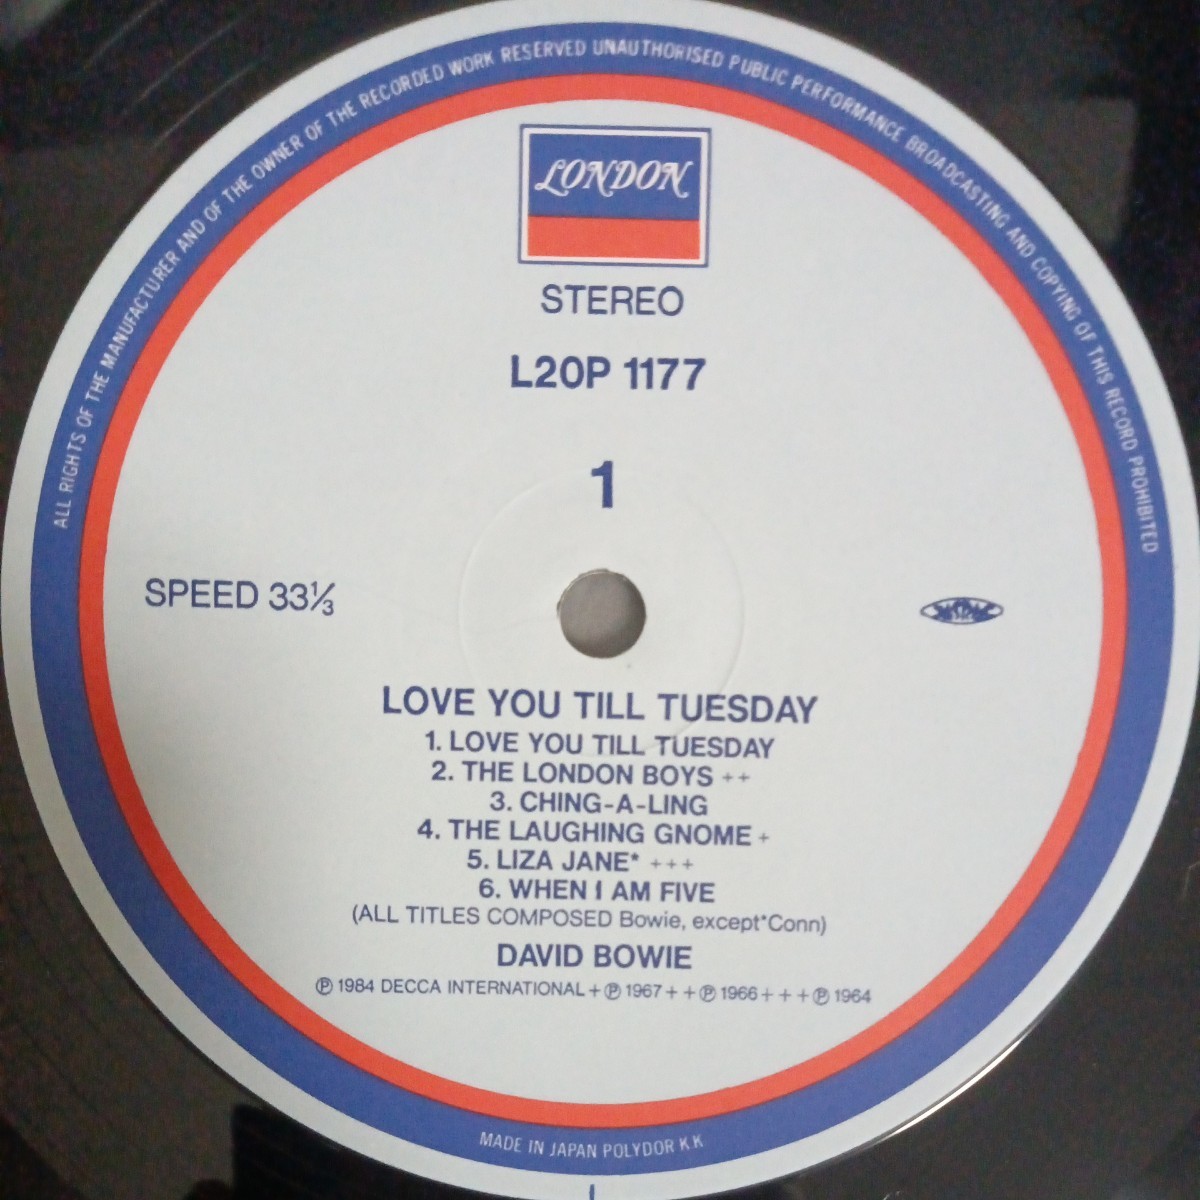 ALL RIGHTS OF THE MANUFACTURER AND OF THE OWNER OF THE RECORDED WORK RESERVED UNAUTHORISED PUBLIC PERFORMANCE BROADCASTING AND COPYING OF THIS RECORD PROHIBITED
LONDON
STEREO
L20P 1177
1
SPEED 33⅓
LOVE YOU TILL TUESDAY
1. LOVE YOU TILL TUESDAY
2. THE LONDON BOYS ++
3. CHING-A-LING
4. THE LAUGHING GNOME +
5. LIZA JANE* +++
6. WHEN I AM FIVE
(ALL TITLES COMPOSED Bowie, except*Conn)
DAVID BOWIE
℗ 1984 DECCA INTERNATIONAL+℗ 1967++℗ 1966+++℗ 1964
MADE IN JAPAN POLYDOR K.K